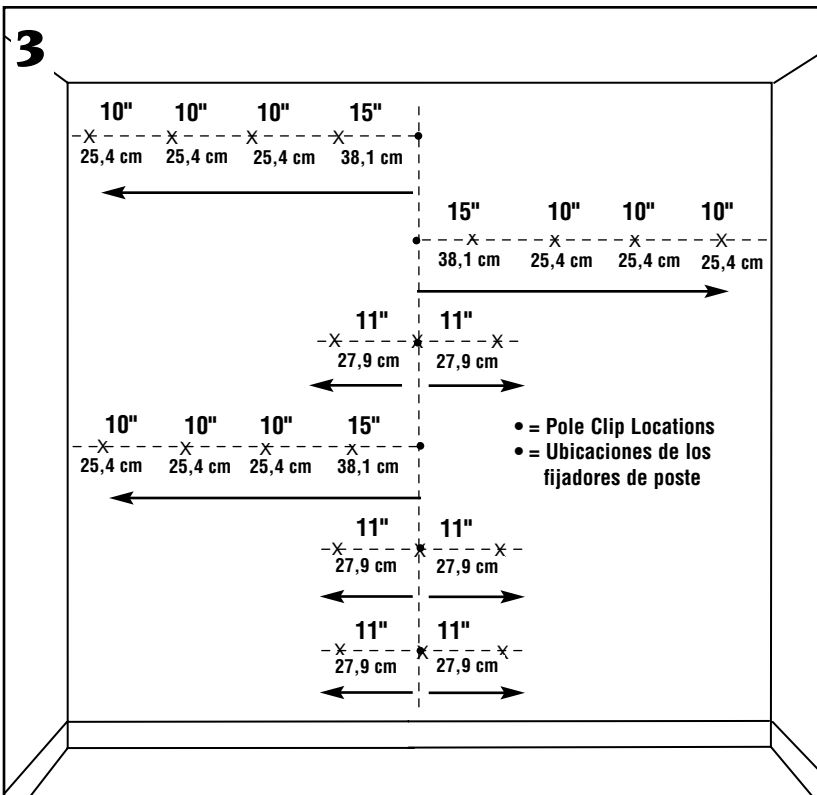 3
10" 10" 10" 15"
X X X X
25,4 cm 25,4 cm 25,4 cm 38,1 cm
15" 10" 10" 10"
X X X X
38,1 cm 25,4 cm 25,4 cm 25,4 cm
11" 11"
X X X
27,9 cm 27,9 cm
10" 10" 10" 15"
X X X X
25,4 cm 25,4 cm 25,4 cm 38,1 cm
• = Pole Clip Locations
• = Ubicaciones de los
fijadores de poste
11" 11"
X X X
27,9 cm 27,9 cm
11" 11"
X X X
27,9 cm 27,9 cm